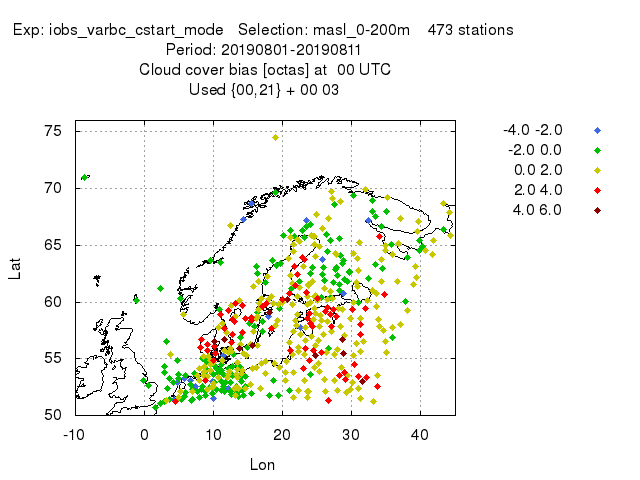 Exp: iobs_varbc_cstart_mode   Selection: masl_0-200m    473 stations
Period: 20190801-20190811
Cloud cover bias [octas] at  00 UTC
Used {00,21} + 00 03
-4.0 -2.0
-2.0 0.0
0.0 2.0
2.0 4.0
4.0 6.0
75
70
65
60
55
50
Lat
-10 0 10 20 30 40
Lon